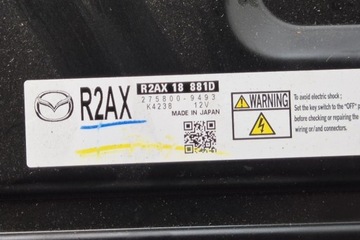 R2AX
R2AX 18 881D
275800-9493
K4238 12V
MADE IN JAPAN
WARNING
To avoid electric shock;
Set the key switch to the "OFF"
before checking or repairing the
wiring or/and connectors.